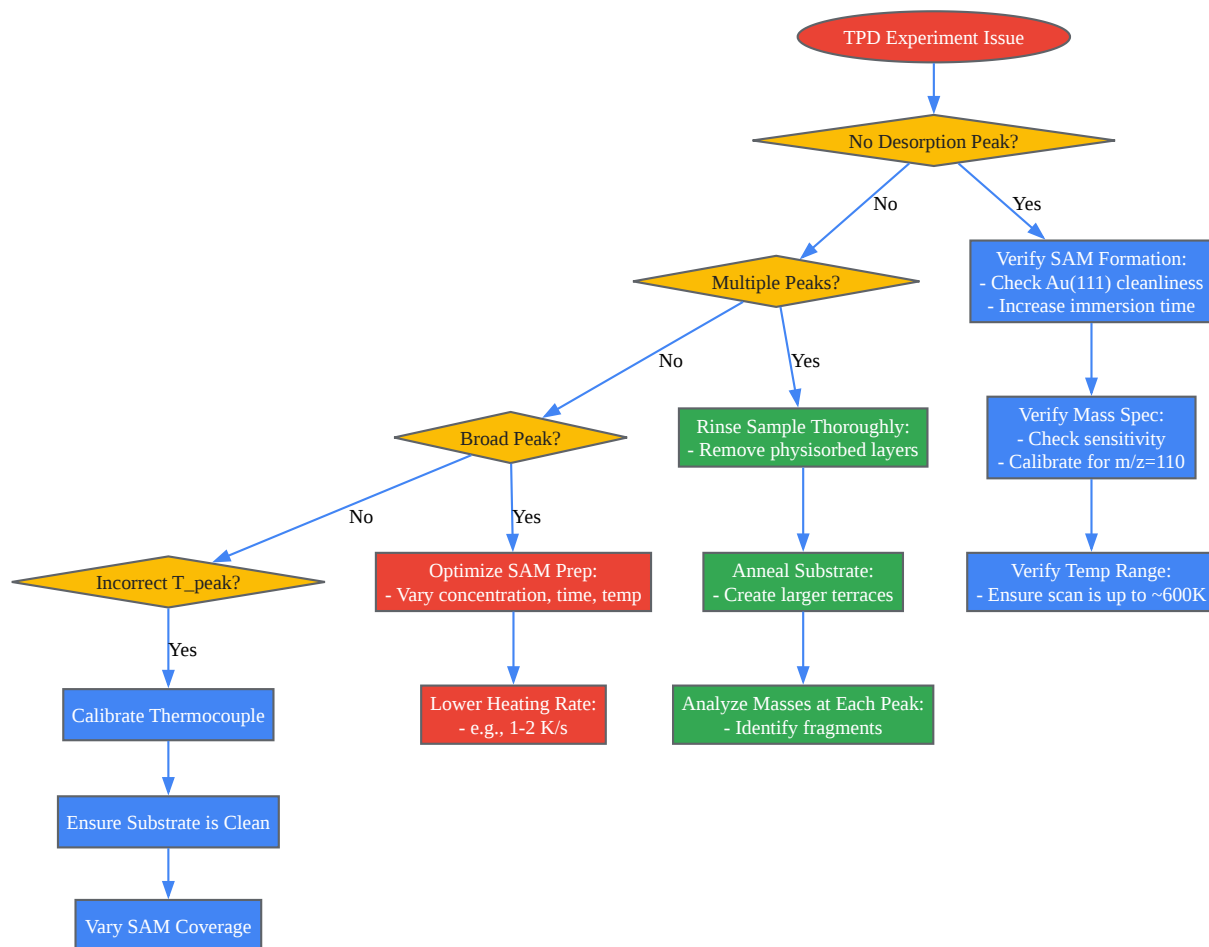 TPD Experiment Issue
No Desorption Peak?
No
Yes
Verify SAM Formation:
- Check Au(111) cleanliness
- Increase immersion time
Multiple Peaks?
No
Yes
Verify Mass Spec:
- Check sensitivity
- Calibrate for m/z=110
Rinse Sample Thoroughly:
- Remove physisorbed layers
Broad Peak?
No
Yes
Verify Temp Range:
- Ensure scan is up to ~600K
Anneal Substrate:
- Create larger terraces
Optimize SAM Prep:
- Vary concentration, time, temp
Incorrect T_peak?
Yes
Analyze Masses at Each Peak:
- Identify fragments
Lower Heating Rate:
- e.g., 1-2 K/s
Calibrate Thermocouple
Ensure Substrate is Clean
Vary SAM Coverage